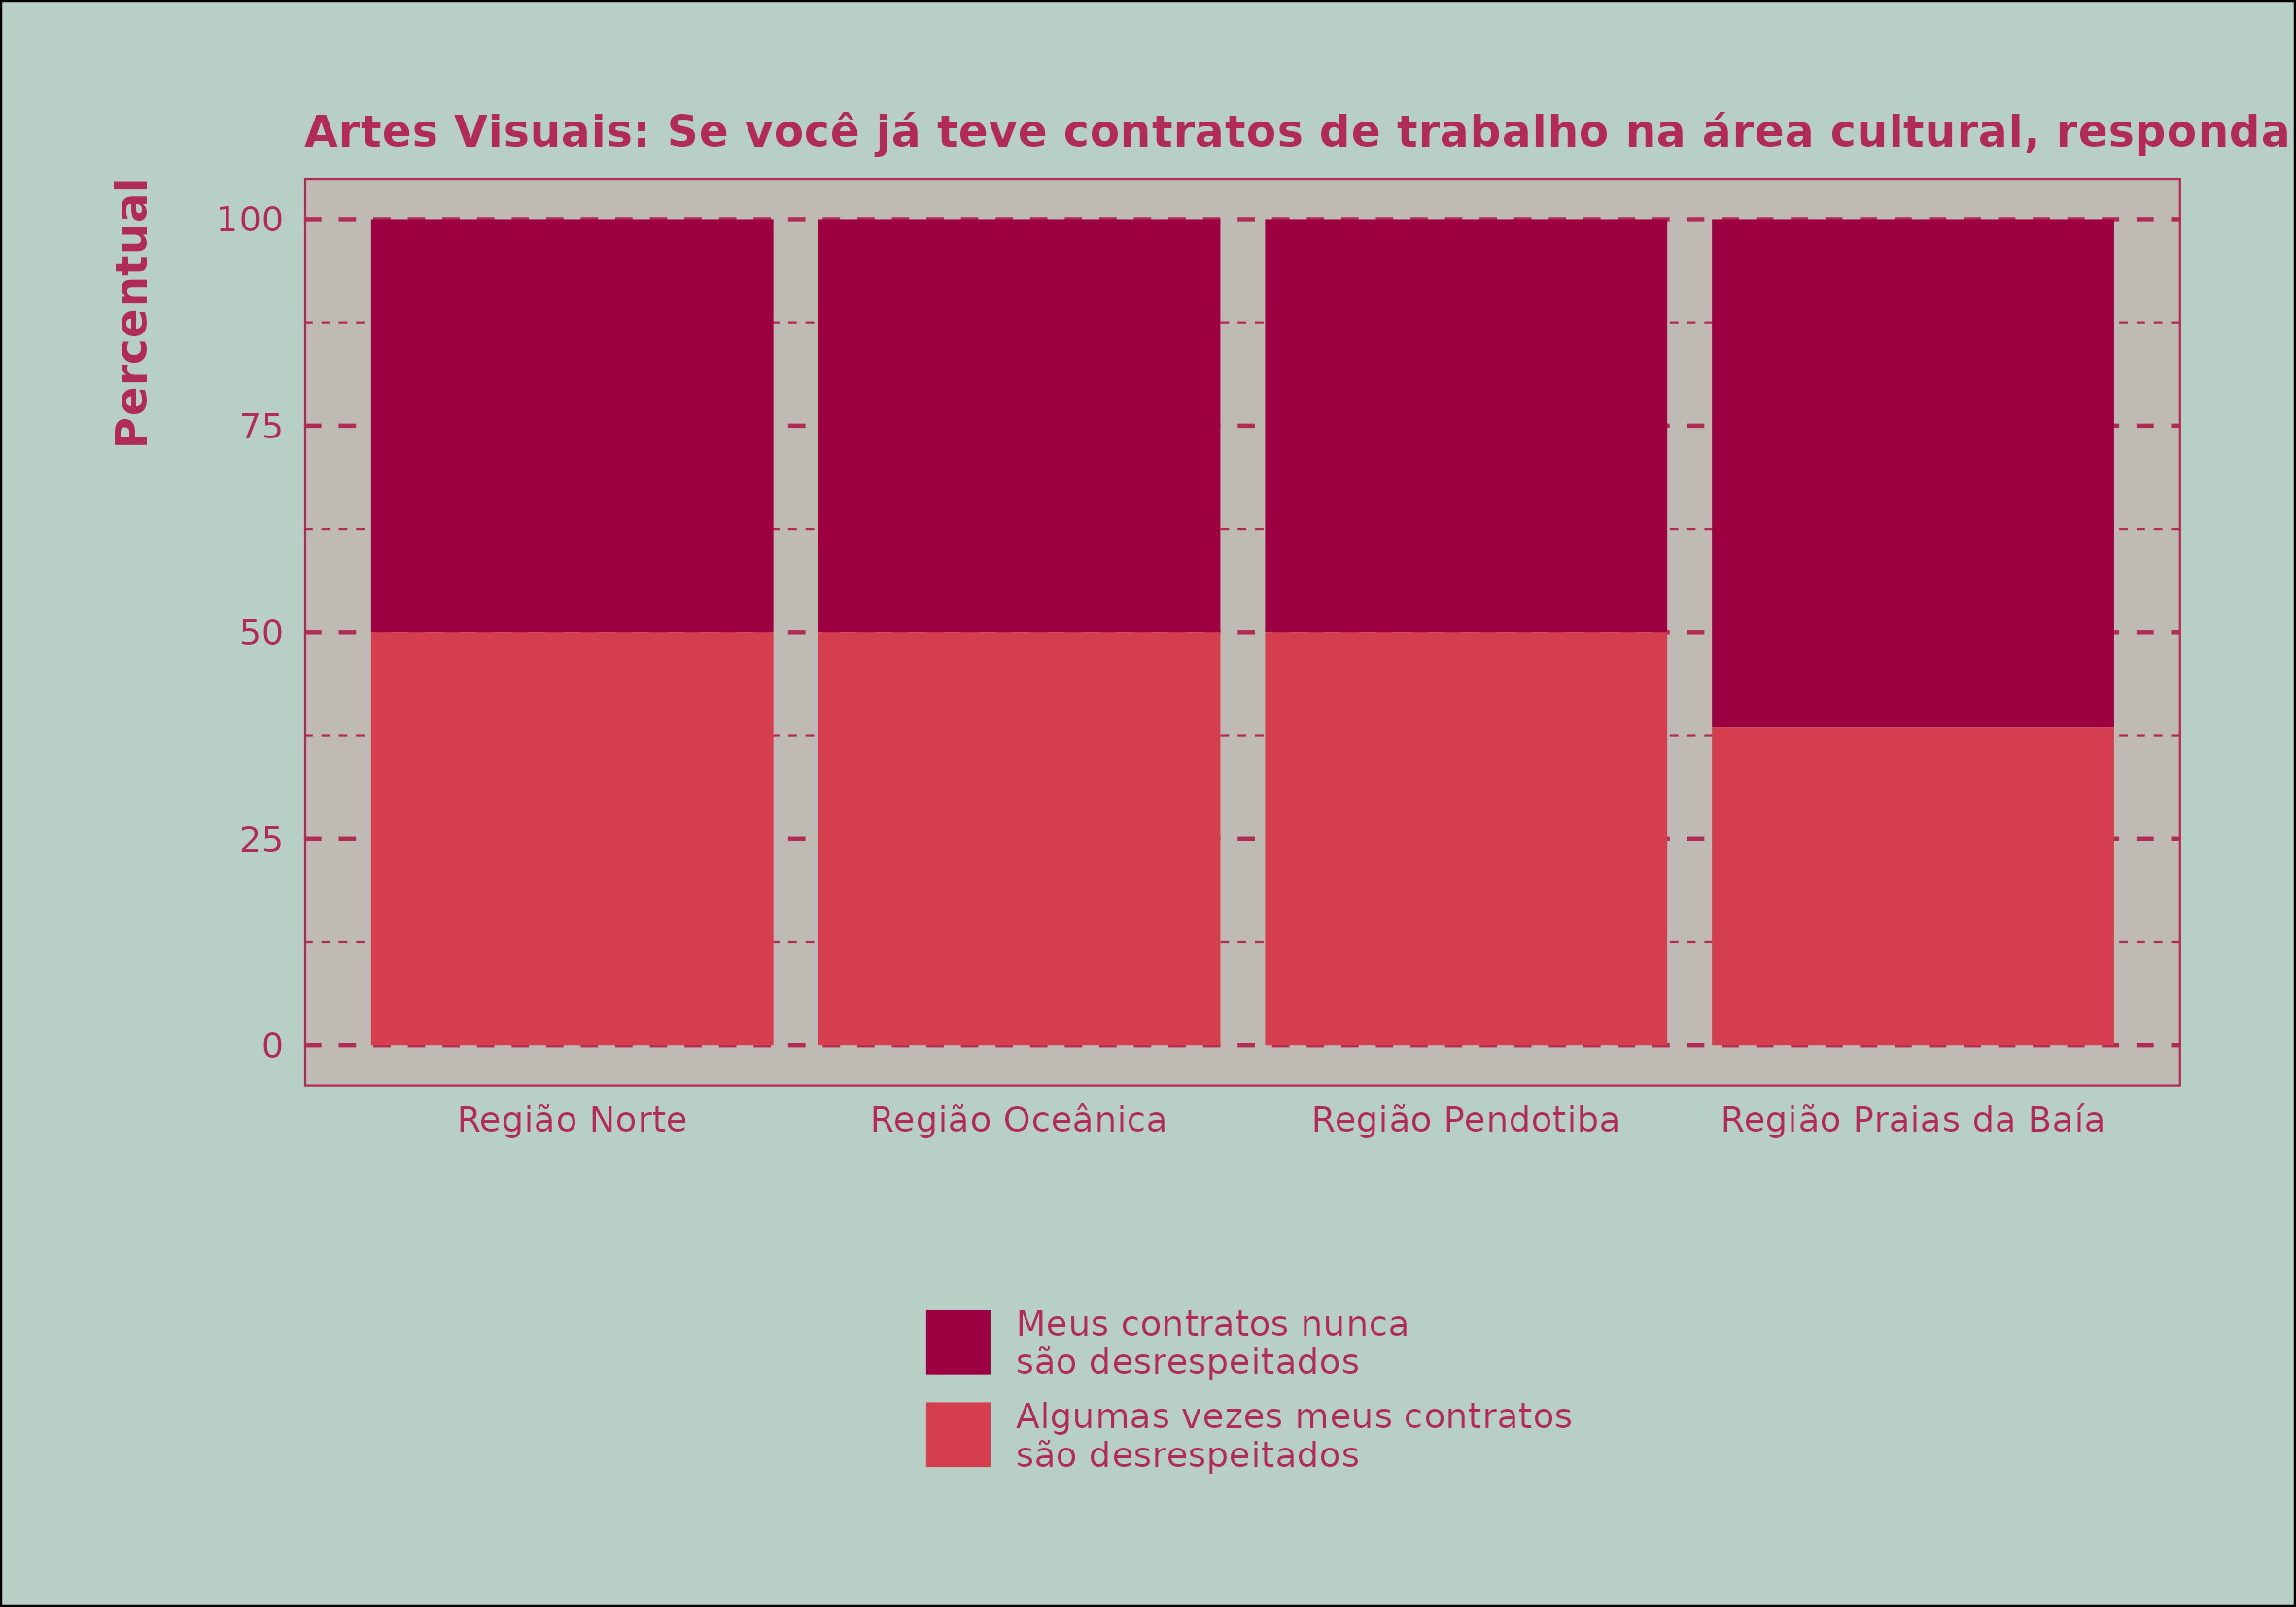 Artes Visuais: Se você já teve contratos de trabalho na área cultural, responda
Percentual
100
75
50
25
0
Região Norte
Região Oceânica
Região Pendotiba
Região Praias da Baía
Meus contratos nunca
são desrespeitados
Algumas vezes meus contratos
são desrespeitados